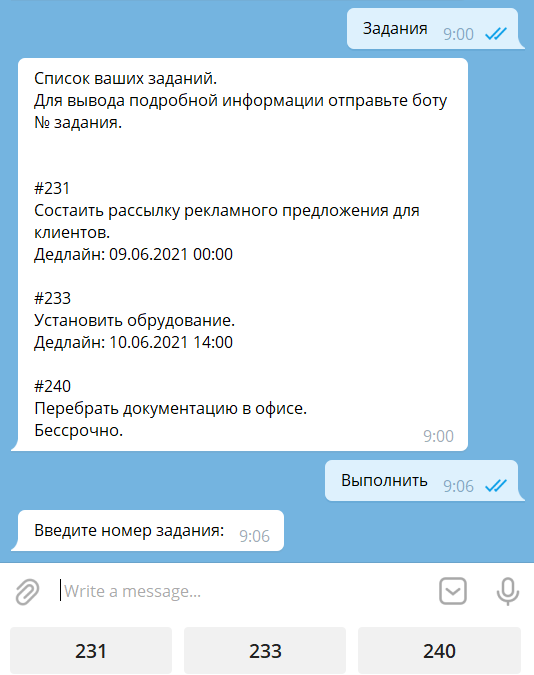 Задания 9:00
Список ваших заданий.
Для вывода подробной информации отправьте боту
№ задания.
#231
Состаить рассылку рекламного предложения для
клиентов.
Дедлайн: 09.06.2021 00:00
#233
Установить обрудование.
Дедлайн: 10.06.2021 14:00
#240
Перебрать документацию в офисе.
Бессрочно. 9:00
Выполнить 9:06
Введите номер задания: 9:06
Write a message...
231 233 240